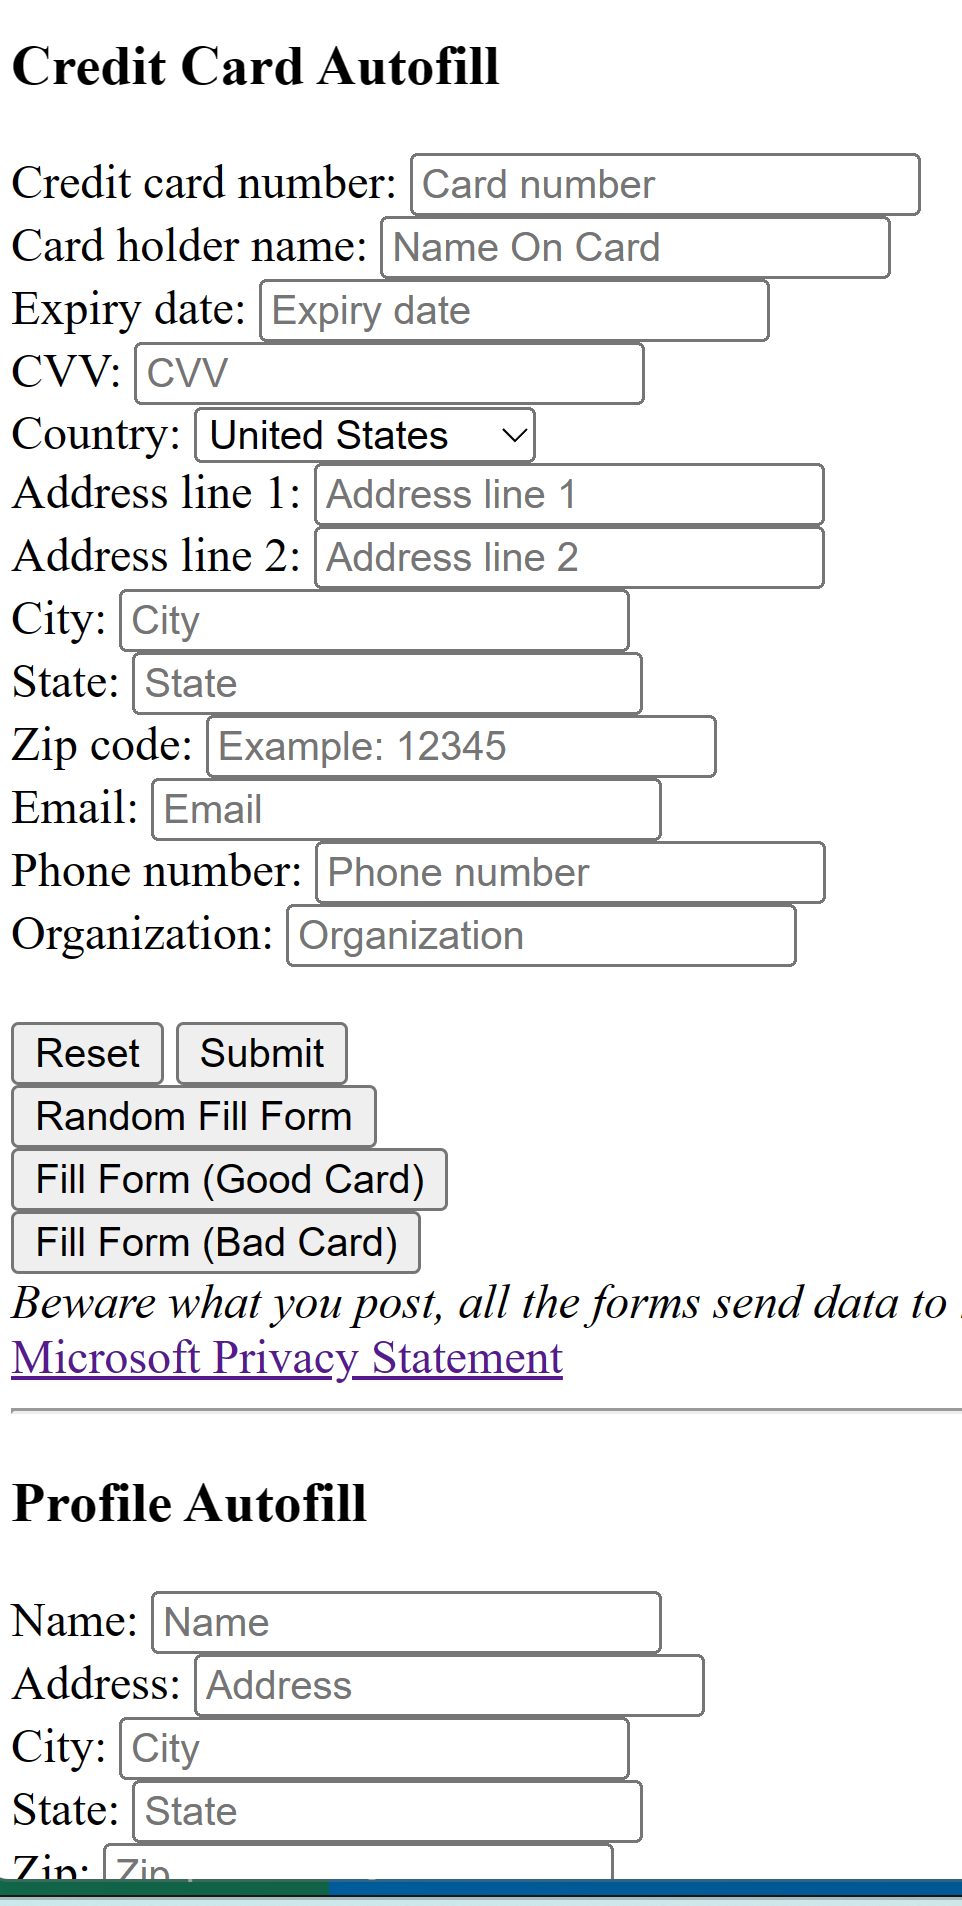 Credit Card Autofill
Credit card number: Card number
Card holder name: Name On Card
Expiry date: Expiry date
CVV: CVV
Country: United States
Address line 1: Address line 1
Address line 2: Address line 2
City: City
State: State
Zip code: Example: 12345
Email: Email
Phone number: Phone number
Organization: Organization
Reset Submit
Random Fill Form
Fill Form (Good Card)
Fill Form (Bad Card)
Beware what you post, all the forms send data to
Microsoft Privacy Statement
Profile Autofill
Name: Name
Address: Address
City: City
State: State
Zip: Zip